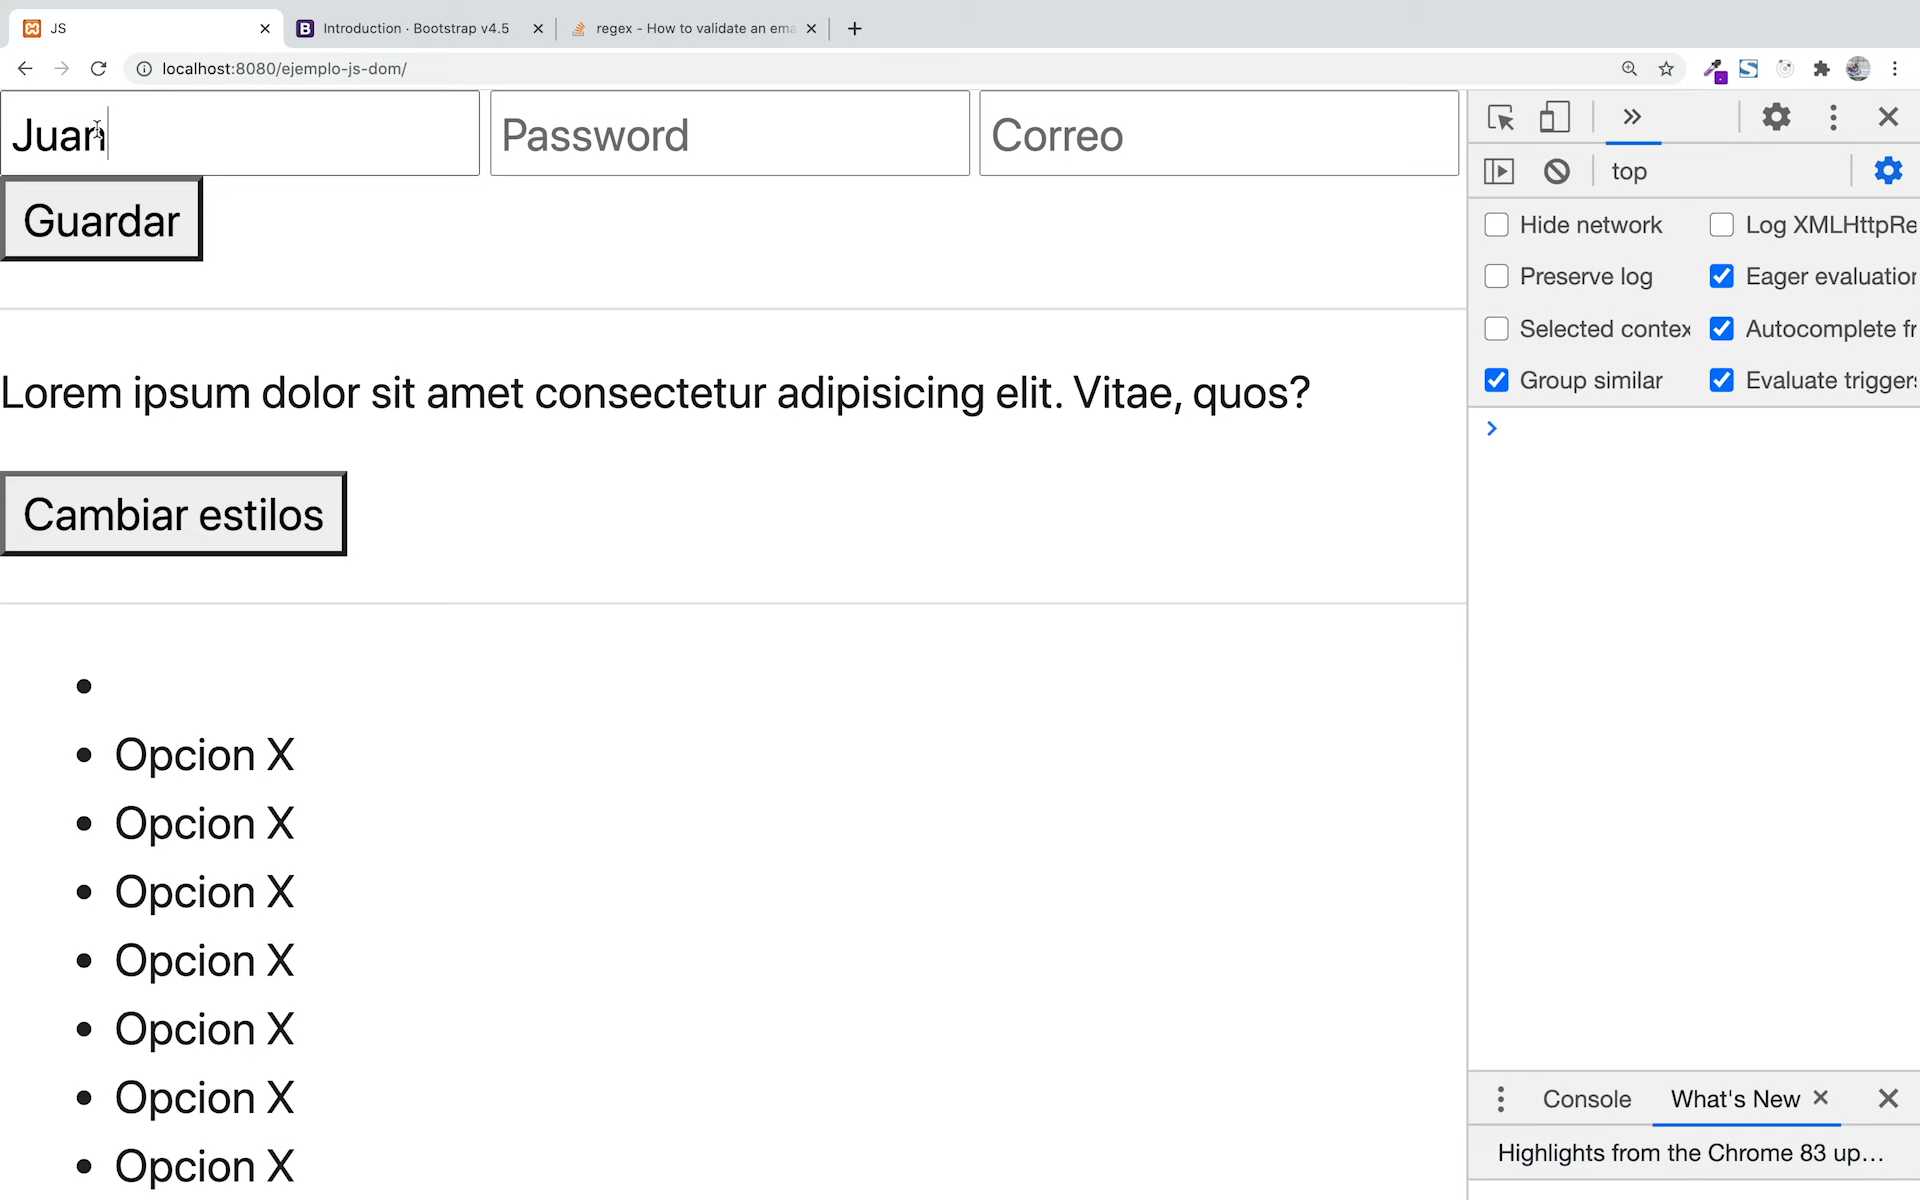 JS
Introduction · Bootstrap v4.5
regex - How to validate an ema
localhost:8080/ejemplo-js-dom/
Juan
Password
Correo
Guardar
Lorem ipsum dolor sit amet consectetur adipisicing elit. Vitae, quos?
Cambiar estilos
Opcion X
Opcion X
Opcion X
Opcion X
Opcion X
Opcion X
Opcion X
top
Hide network
Log XMLHttpRe
Preserve log
Eager evaluation
Selected contex
Autocomplete fr
Group similar
Evaluate triggers
Console
What's New
Highlights from the Chrome 83 up…